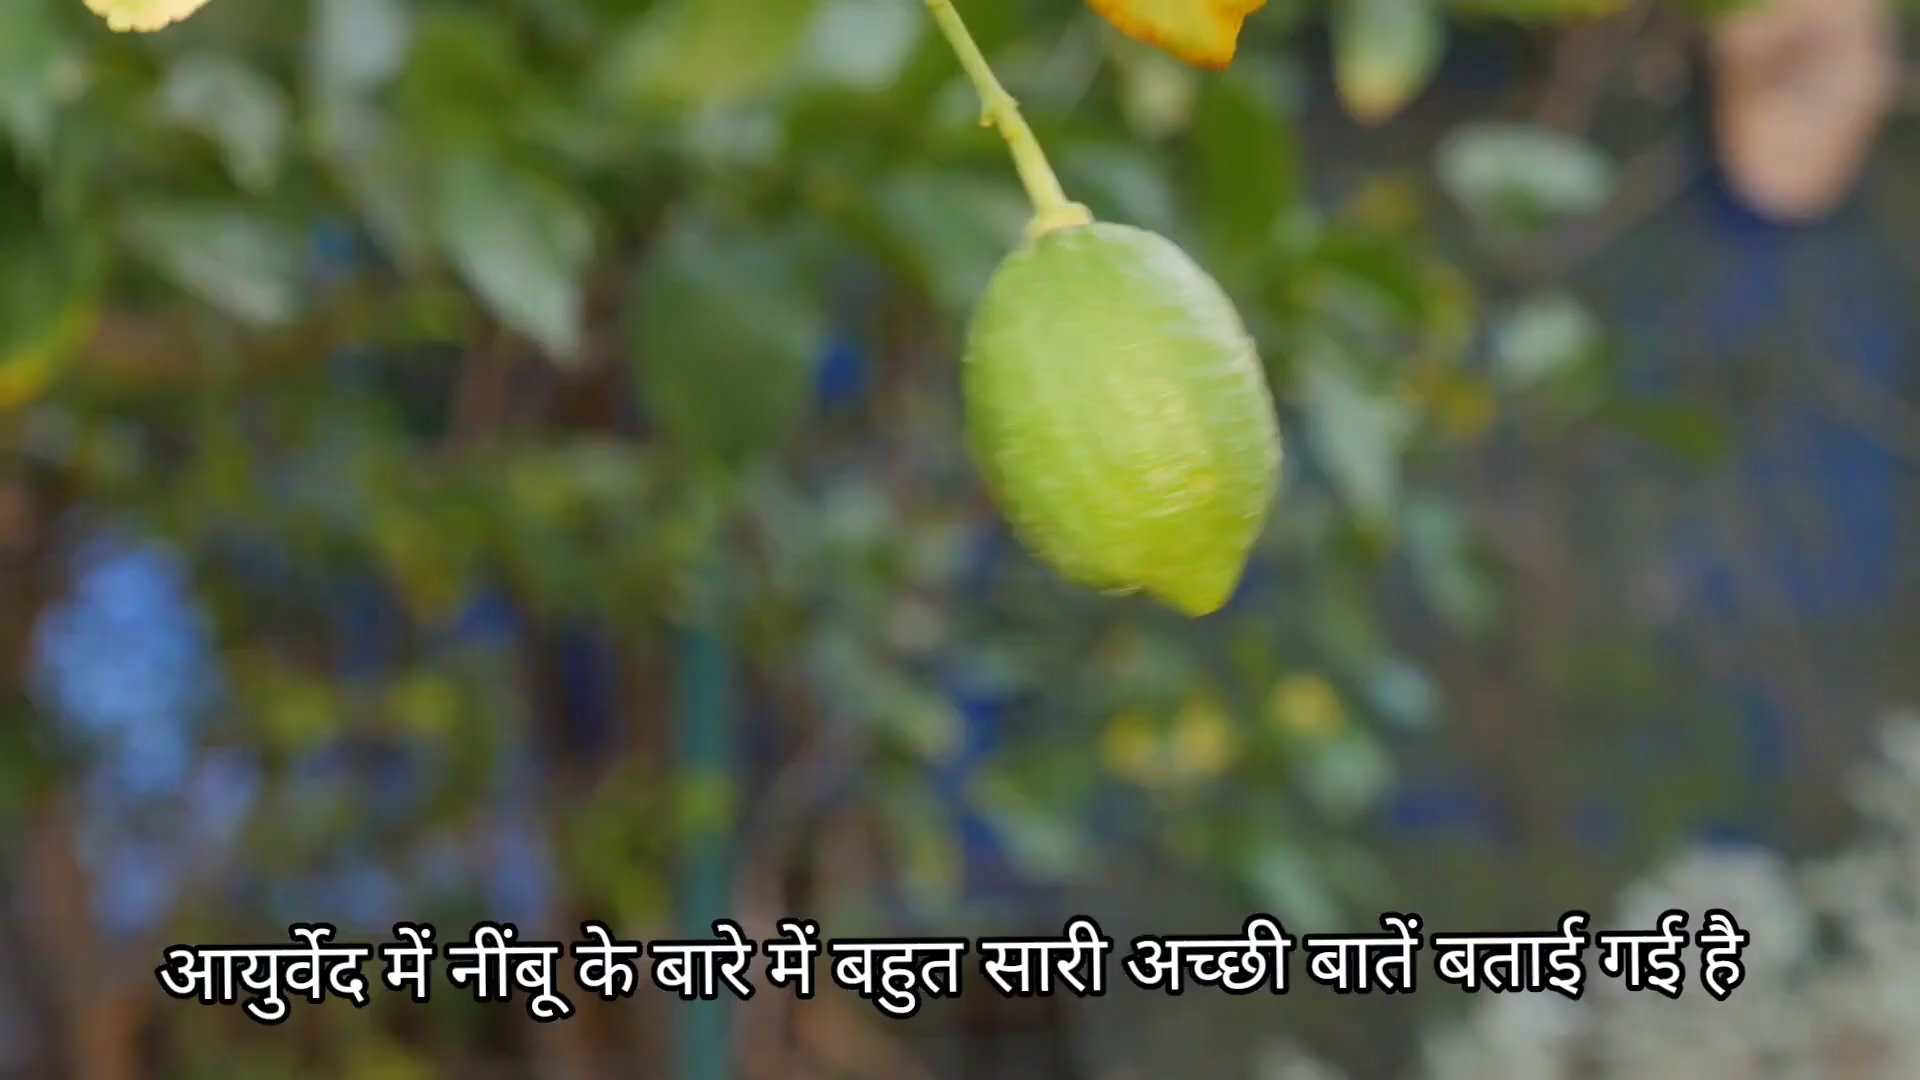 आयुर्वेद में नींबू के बारे में बहुत सारी अच्छी बातें बताई गई है